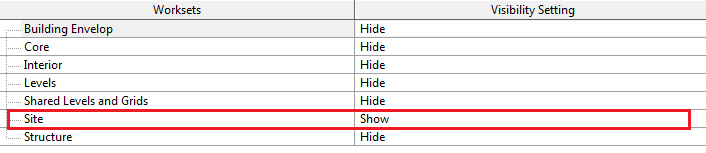 Worksets Visibility Setting
Building Envelop Hide
Core Hide
Interior Hide
Levels Hide
Shared Levels and Grids Hide
Site Show
Structure Hide